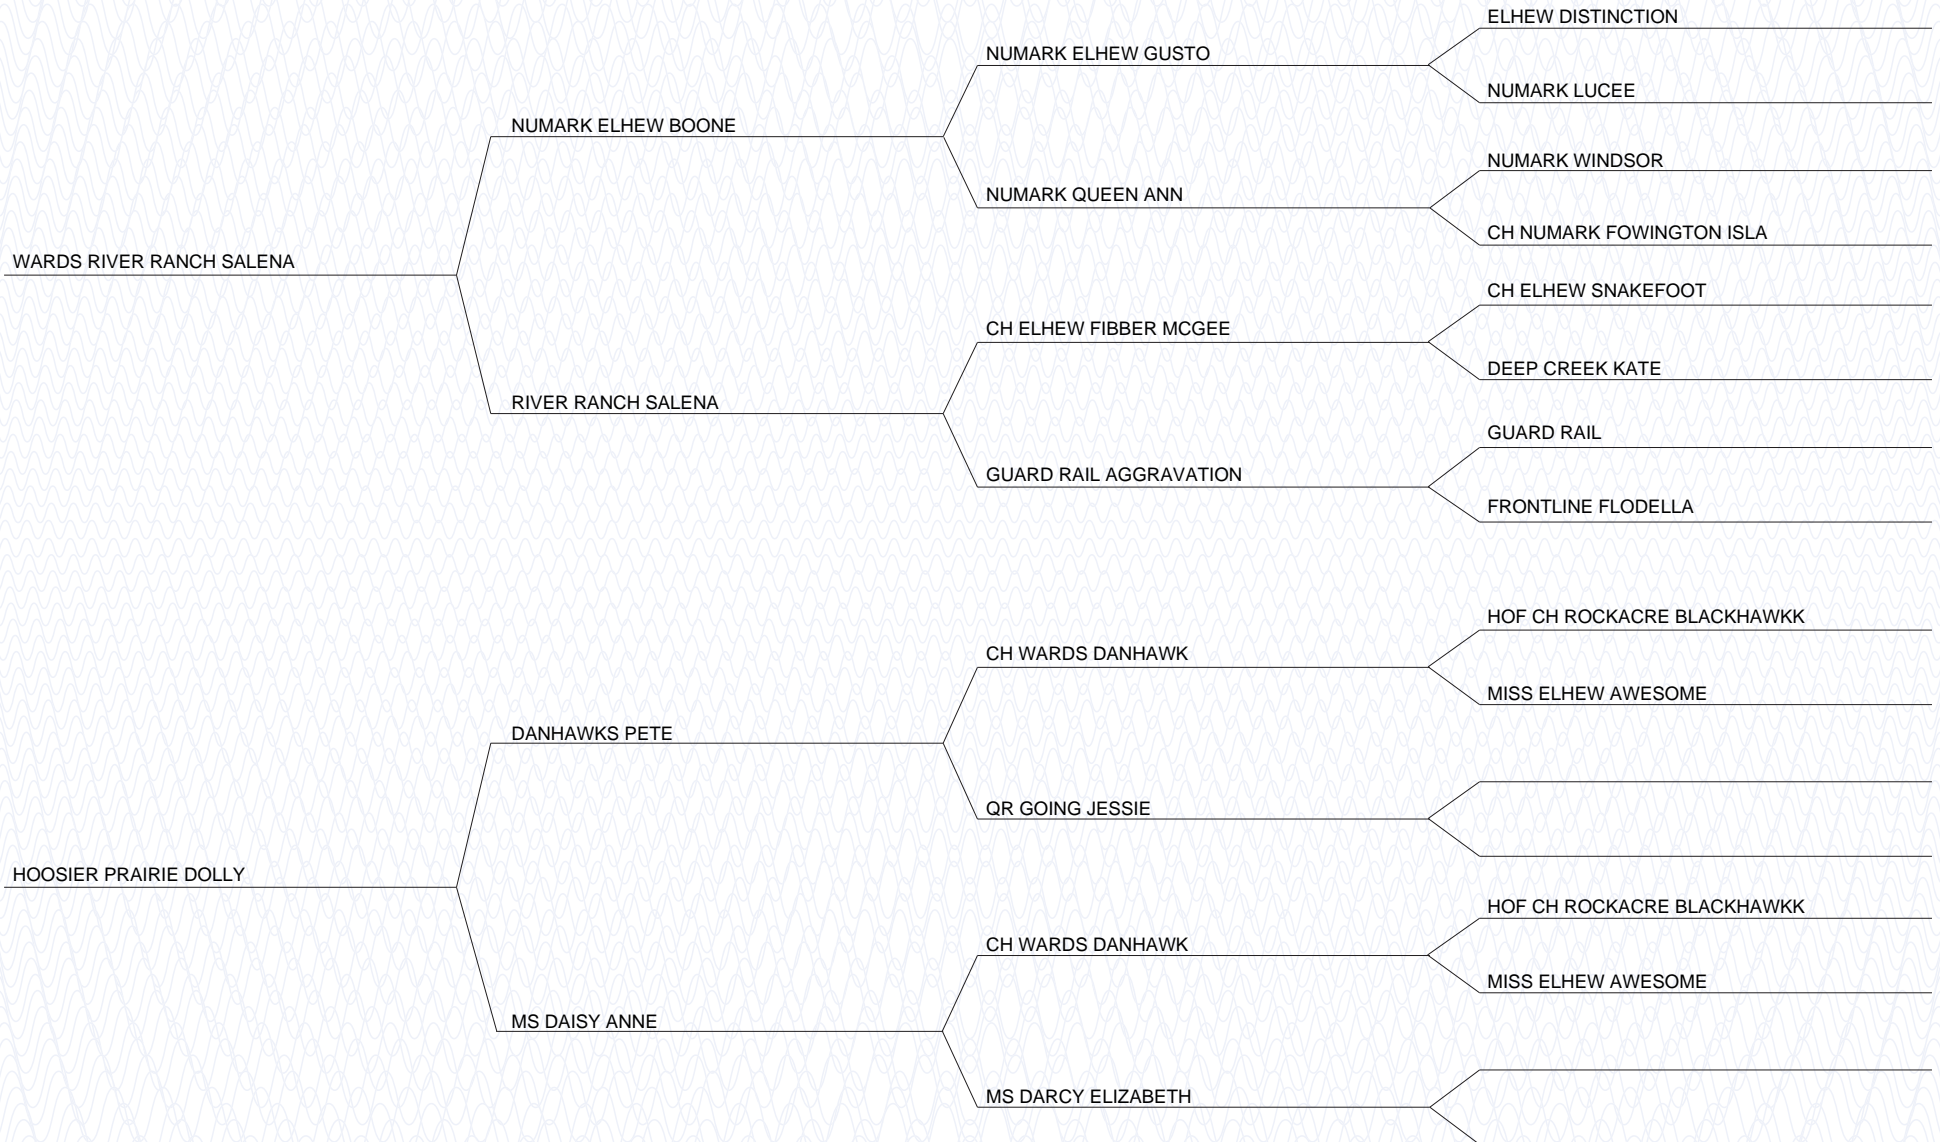 ELHEW DISTINCTION
NUMARK ELHEW GUSTO
NUMARK LUCEE
NUMARK ELHEW BOONE
NUMARK WINDSOR
NUMARK QUEEN ANN
CH NUMARK FOWINGTON ISLA
WARDS RIVER RANCH SALENA
CH ELHEW SNAKEFOOT
CH ELHEW FIBBER MCGEE
DEEP CREEK KATE
RIVER RANCH SALENA
GUARD RAIL
GUARD RAIL AGGRAVATION
FRONTLINE FLODELLA
HOF CH ROCKACRE BLACKHAWKK
CH WARDS DANHAWK
MISS ELHEW AWESOME
DANHAWKS PETE
QR GOING JESSIE
HOOSIER PRAIRIE DOLLY
HOF CH ROCKACRE BLACKHAWKK
CH WARDS DANHAWK
MISS ELHEW AWESOME
MS DAISY ANNE
MS DARCY ELIZABETH